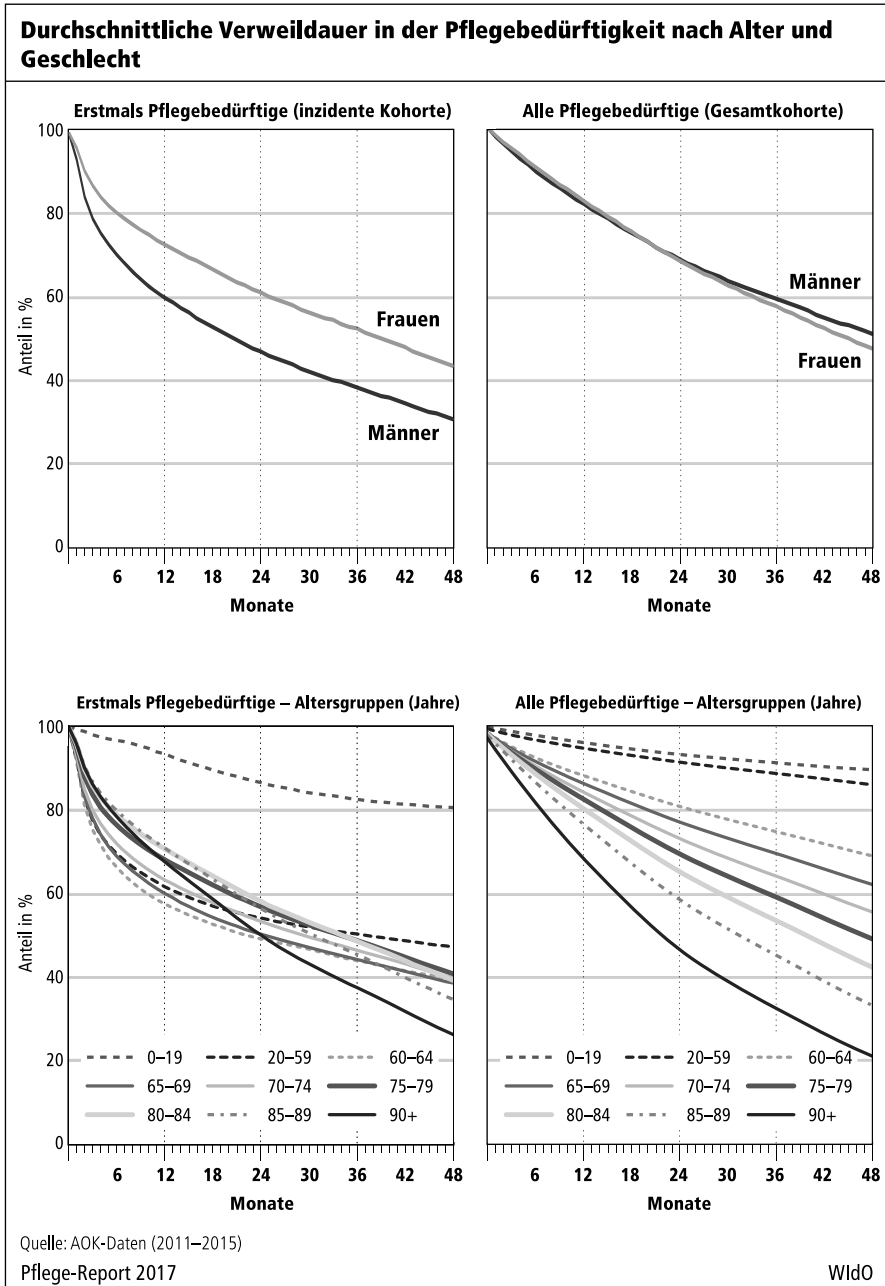 Durchschnittliche Verweildauer in der Pflegebedürftigkeit nach Alter und
Geschlecht
Erstmals Pflegebedürftige (inzidente Kohorte)
Anteil in %
100
80
60
40
20
0
Frauen
Männer
6 12 18 24 30 36 42 48
Monate
Alle Pflegebedürftige (Gesamtkohorte)
Männer
Frauen
6 12 18 24 30 36 42 48
Monate
Erstmals Pflegebedürftige – Altersgruppen (Jahre)
Anteil in %
100
80
60
40
20
0
0–19 20–59 60–64
65–69 70–74 75–79
80–84 85–89 90+
6 12 18 24 30 36 42 48
Monate
Alle Pflegebedürftige – Altersgruppen (Jahre)
0–19 20–59 60–64
65–69 70–74 75–79
80–84 85–89 90+
6 12 18 24 30 36 42 48
Monate
Quelle: AOK-Daten (2011–2015)
Pflege-Report 2017 WIdO